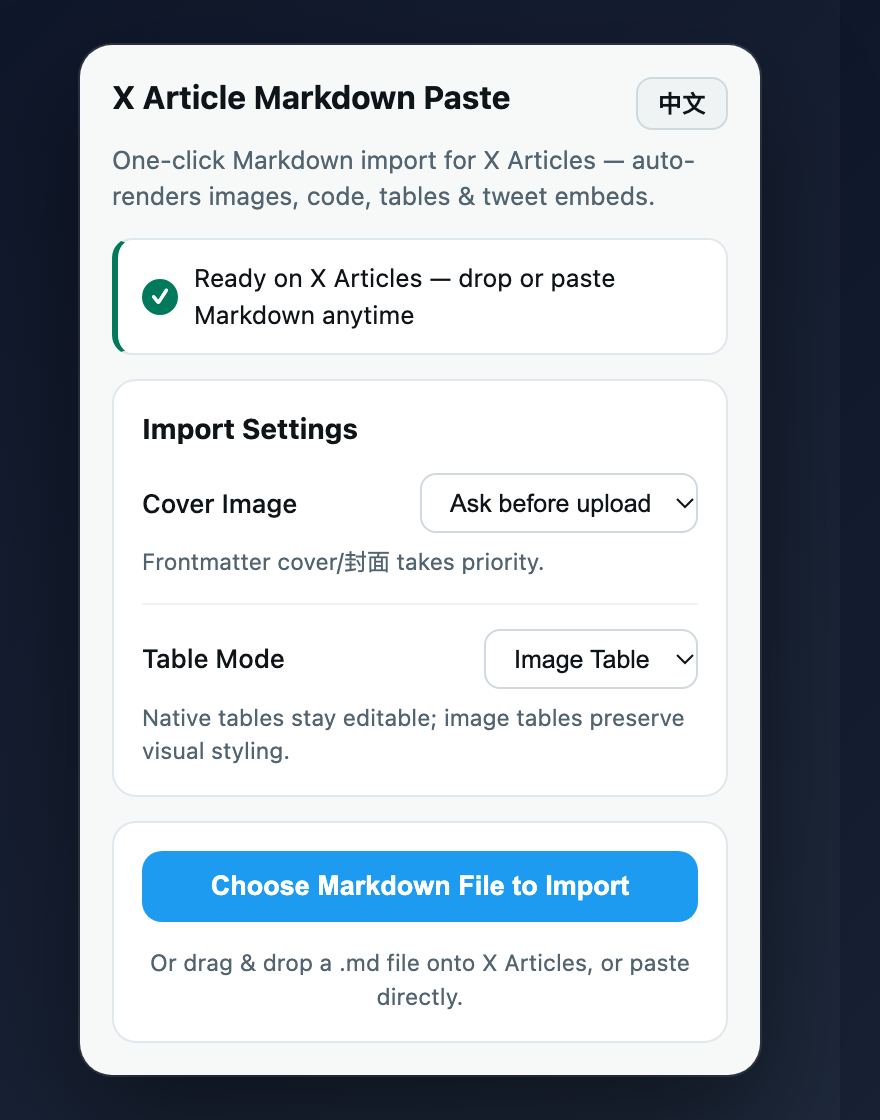 X Article Markdown Paste
中文
One-click Markdown import for X Articles — auto-
renders images, code, tables & tweet embeds.
Ready on X Articles — drop or paste
Markdown anytime
Import Settings
Cover Image
Ask before upload
Frontmatter cover/封面 takes priority.
Table Mode
Image Table
Native tables stay editable; image tables preserve
visual styling.
Choose Markdown File to Import
Or drag & drop a .md file onto X Articles, or paste
directly.